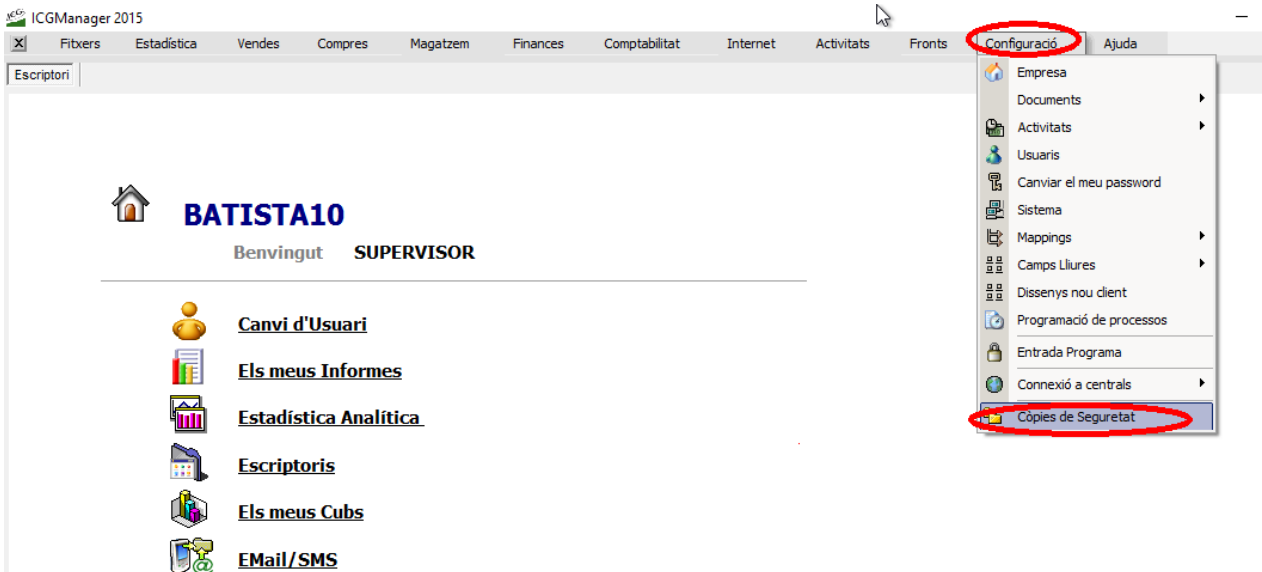 ICGManager 2015
X Fitxers Estadística Vendes Compres Magatzem Finances Comptabilitat Internet Activitats Fronts Configuració Ajuda
Escriptori
Empresa
Documents
Activitats
Usuaris
Canviar el meu password
Sistema
Mappings
Camps Lliures
Dissenys nou client
Programació de processos
Entrada Programa
Connexió a centrals
Còpies de Seguretat
BATISTA10
Benvingut SUPERVISOR
Canvi d'Usuari
Els meus Informes
Estadística Analítica
Escriptoris
Els meus Cubs
EMail/SMS